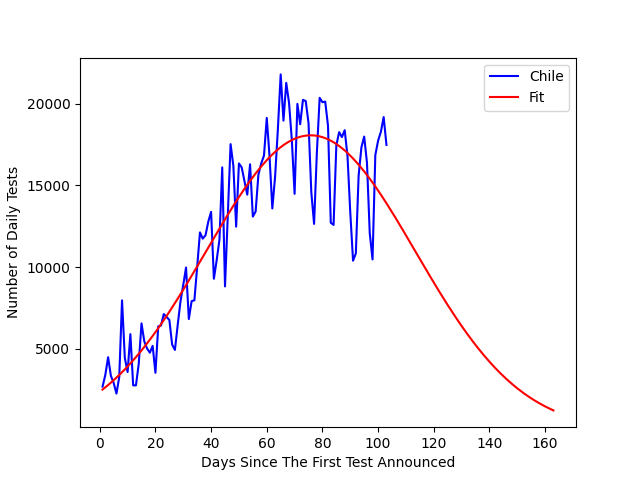 Chile
Fit
20000
15000
10000
5000
Number of Daily Tests
0 20 40 60 80 100 120 140 160
Days Since The First Test Announced